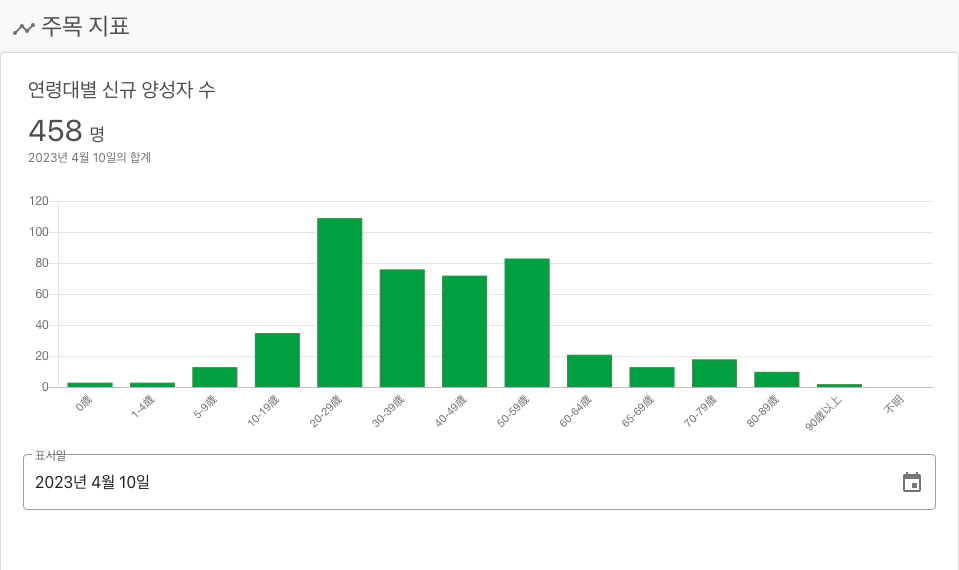 주목 지표
연령대별 신규 양성자 수
458 명
2023년 4월 10일의 합계
120
100
80
60
40
20
0
0歳 1-4歳 5-9歳 10-19歳 20-29歳 30-39歳 40-49歳 50-59歳 60-64歳 65-69歳 70-79歳 80-89歳 90歳以上 不明
표시일
2023년 4월 10일